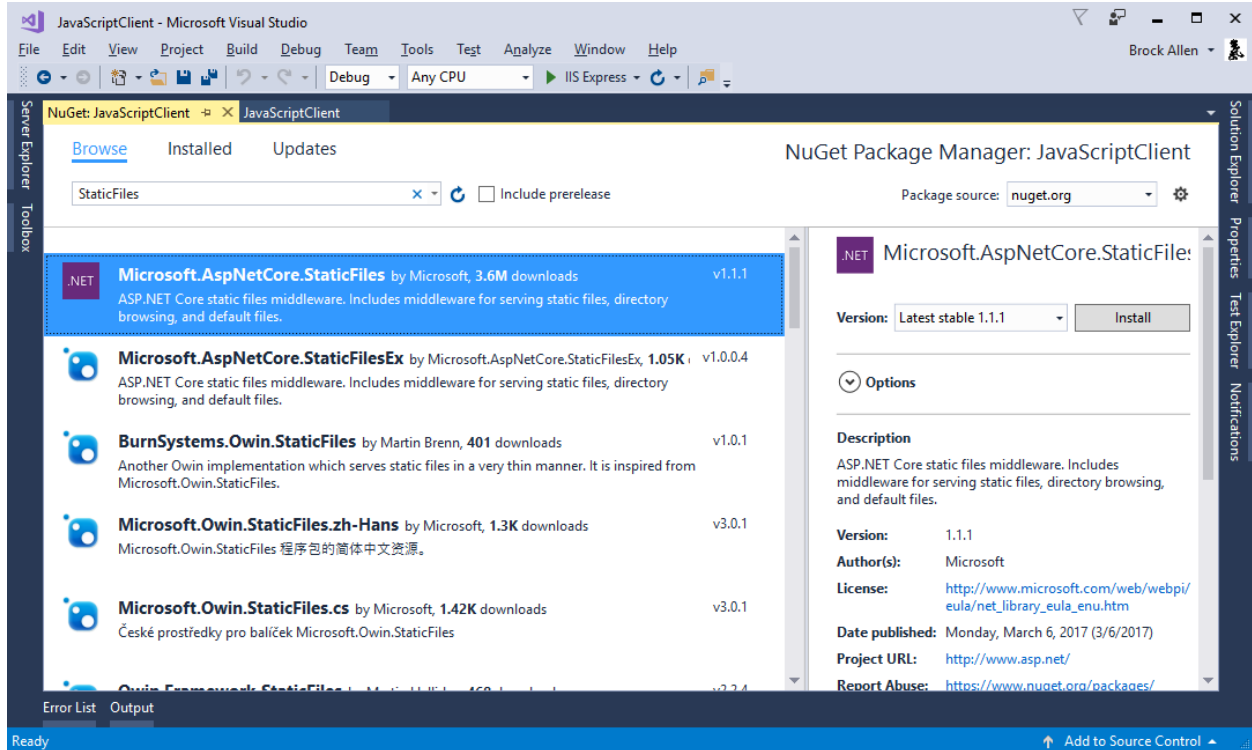 JavaScriptClient - Microsoft Visual Studio
File Edit View Project Build Debug Team Tools Test Analyze Window Help
Brock Allen
Debug Any CPU IIS Express
Server Explorer
Toolbox
NuGet: JavaScriptClient JavaScriptClient
Browse Installed Updates
NuGet Package Manager: JavaScriptClient
StaticFiles Include prerelease
Package source: nuget.org
.NET
Microsoft.AspNetCore.StaticFiles by Microsoft, 3.6M downloads v1.1.1
ASP.NET Core static files middleware. Includes middleware for serving static files, directory
browsing, and default files.
Microsoft.AspNetCore.StaticFilesEx by Microsoft.AspNetCore.StaticFilesEx, 1.05K v1.0.0.4
ASP.NET Core static files middleware. Includes middleware for serving static files, directory
browsing, and default files.
BurnSystems.Owin.StaticFiles by Martin Brenn, 401 downloads v1.0.1
Another Owin implementation which serves static files in a very thin manner. It is inspired from
Microsoft.Owin.StaticFiles.
Microsoft.Owin.StaticFiles.zh-Hans by Microsoft, 1.3K downloads v3.0.1
Microsoft.Owin.StaticFiles 程序包的简体中文资源。
Microsoft.Owin.StaticFiles.cs by Microsoft, 1.42K downloads v3.0.1
České prostředky pro balíček Microsoft.Owin.StaticFiles
.NET
Microsoft.AspNetCore.StaticFiles
Version: Latest stable 1.1.1 Install
Options
Description
ASP.NET Core static files middleware. Includes
middleware for serving static files, directory browsing,
and default files.
Version: 1.1.1
Author(s): Microsoft
License: http://www.microsoft.com/web/webpi/
eula/net_library_eula_enu.htm
Date published: Monday, March 6, 2017 (3/6/2017)
Project URL: http://www.asp.net/
Report Abuse: https://www.nuget.org/packages/
Solution Explorer
Properties
Test Explorer
Notifications
Error List Output
Ready
Add to Source Control